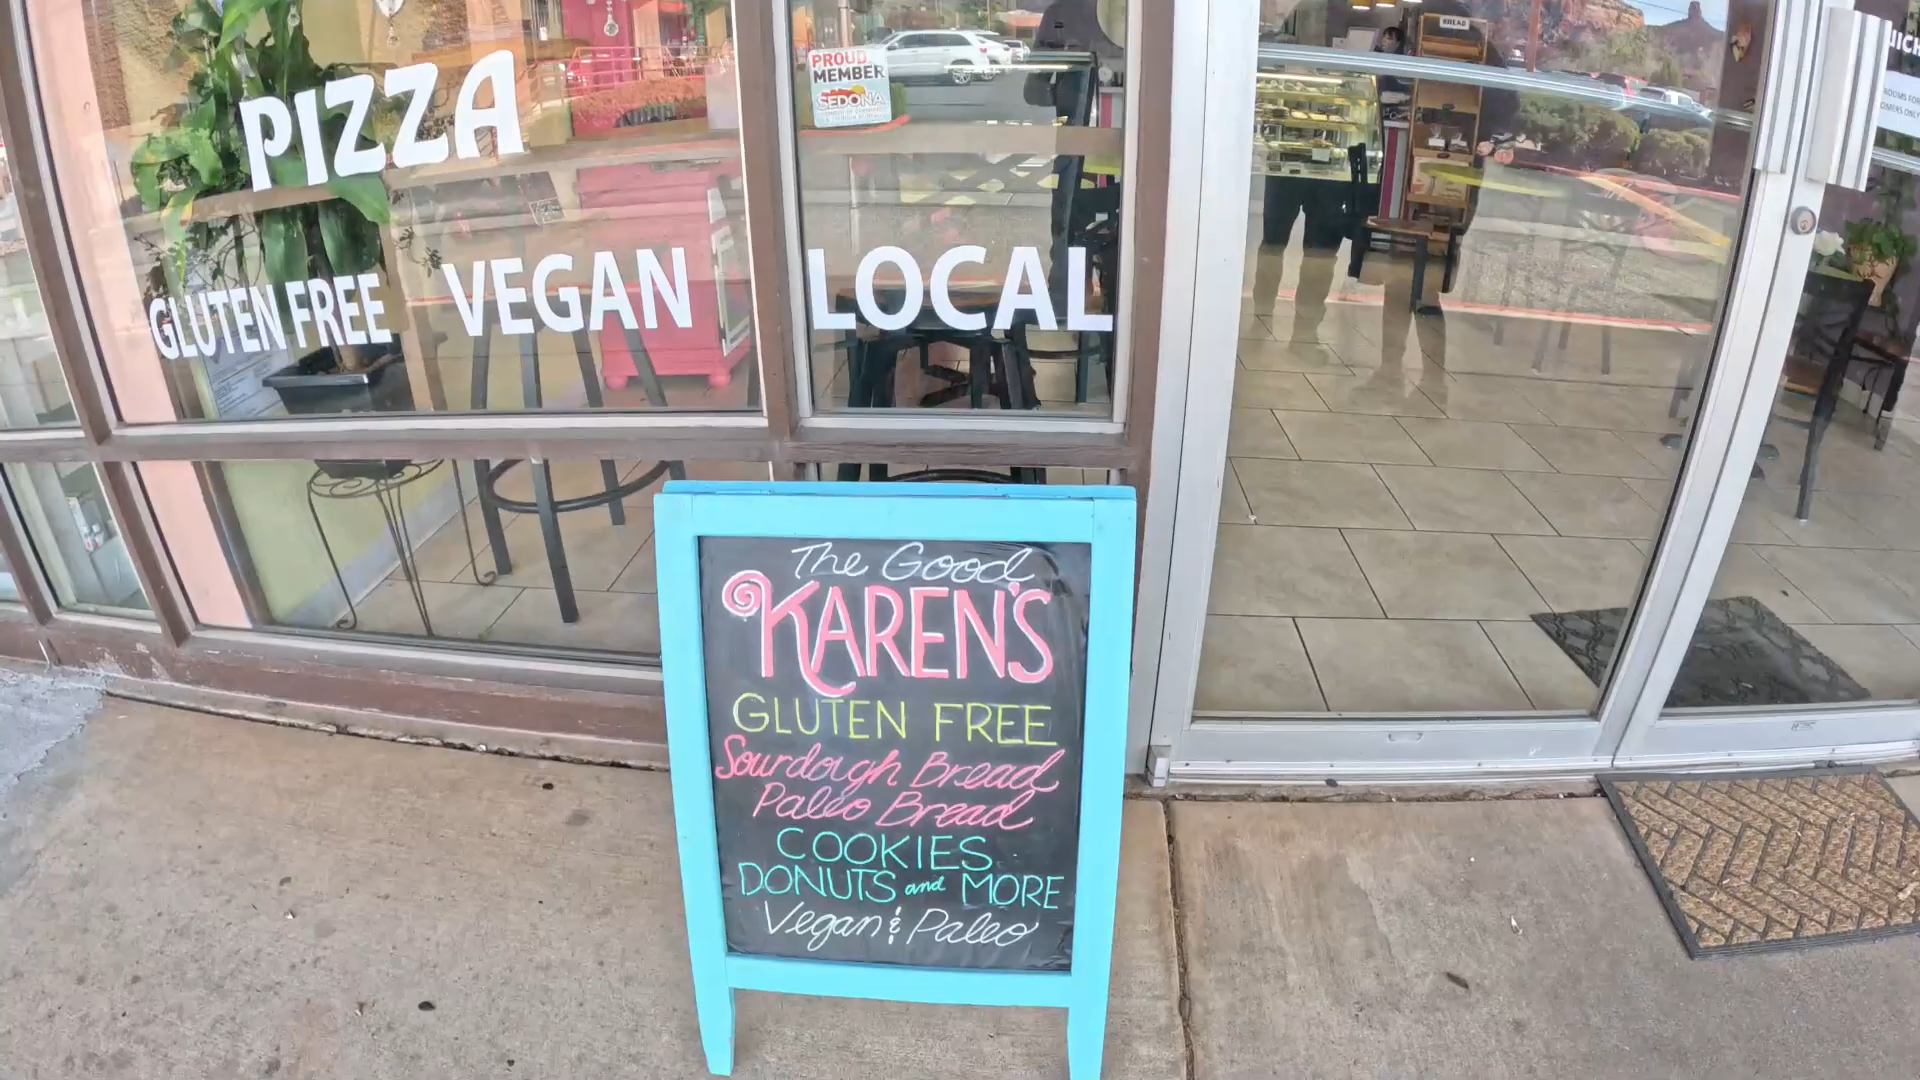 PIZZA
GLUTEN FREE
VEGAN
LOCAL
PROUD
MEMBER
SEDONA
BREAD
The Good
KAREN'S
GLUTEN FREE
Sourdough Bread
Paleo Bread
COOKIES
DONUTS and MORE
Vegan & Paleo